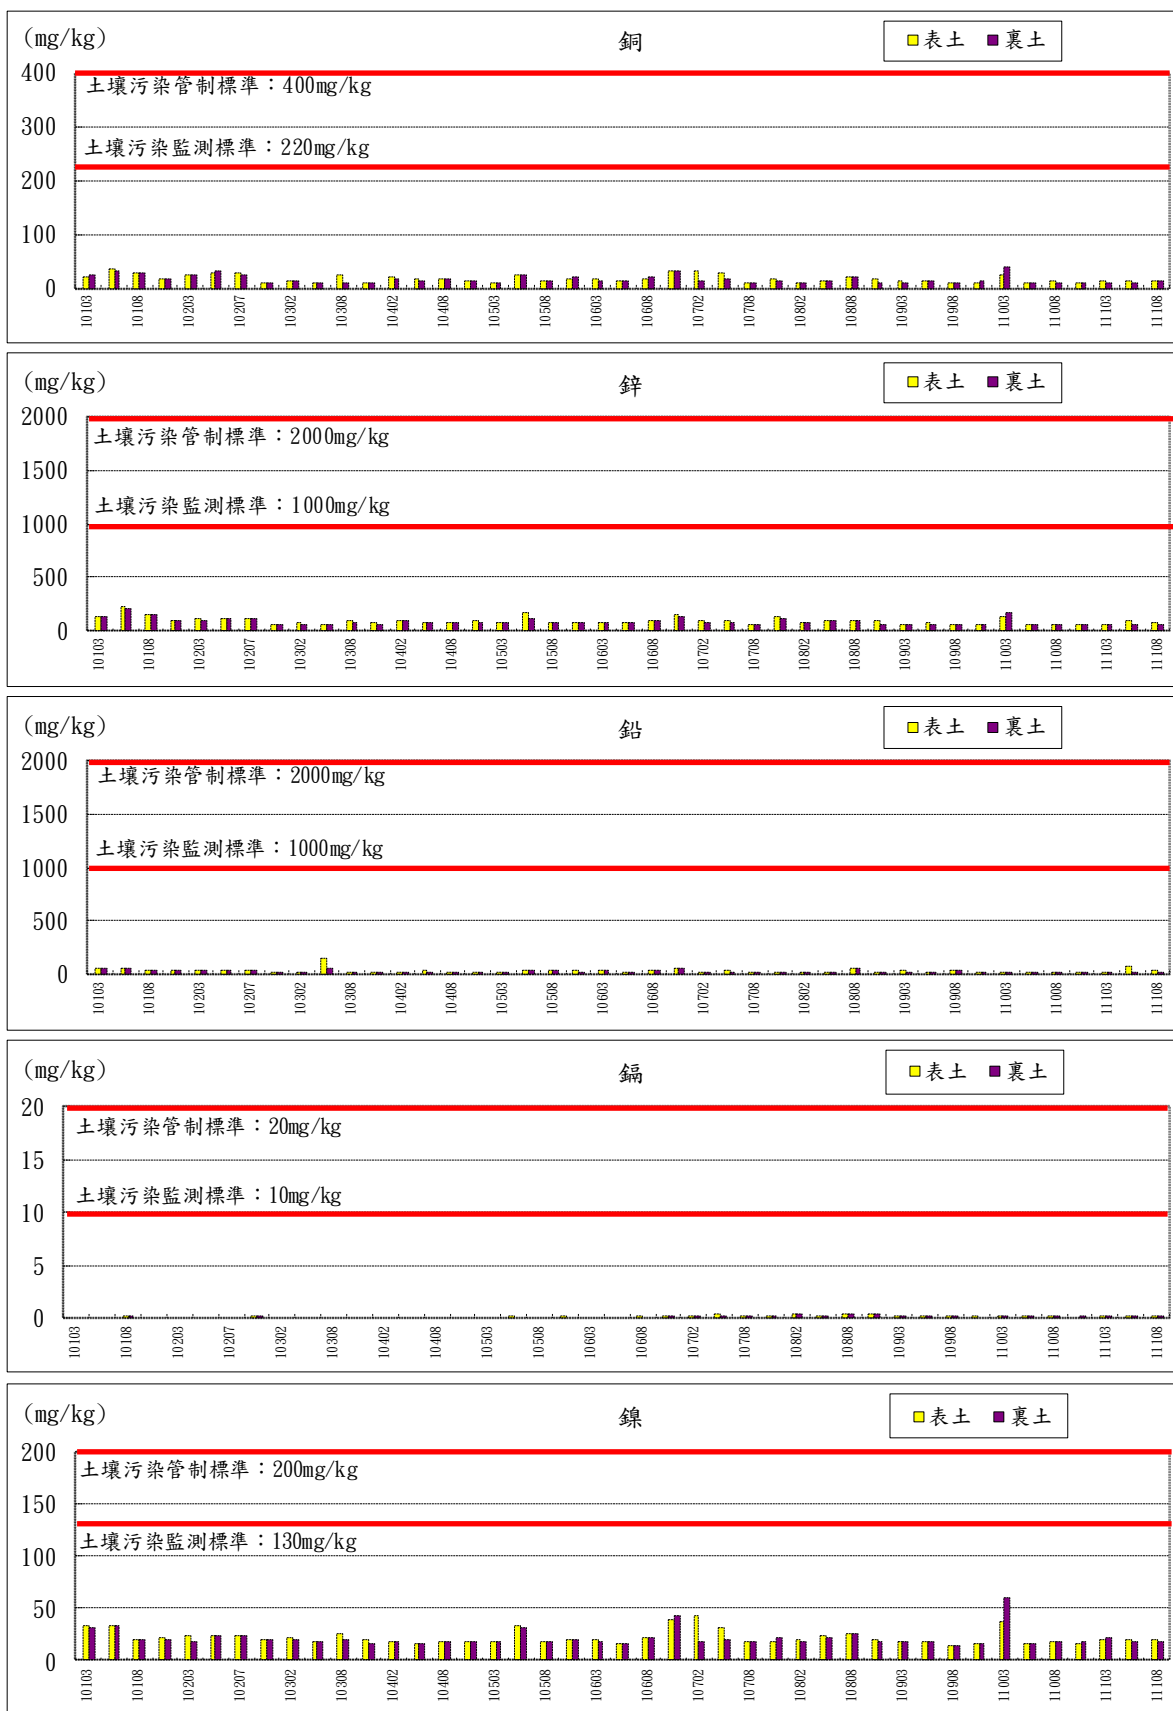 (mg/kg)
銅
表土 裏土
400
土壤污染管制標準：400mg/kg
300
土壤污染監測標準：220mg/kg
200
100
0
10103 10108 10203 10207 10302 10308 10402 10408 10503 10508 10603 10608 10702 10708 10802 10808 10903 10908 11003 11008 11103 11108
(mg/kg)
鋅
表土 裏土
2000
土壤污染管制標準：2000mg/kg
1500
土壤污染監測標準：1000mg/kg
1000
500
0
10103 10108 10203 10207 10302 10308 10402 10408 10503 10508 10603 10608 10702 10708 10802 10808 10903 10908 11003 11008 11103 11108
(mg/kg)
鉛
表土 裏土
2000
土壤污染管制標準：2000mg/kg
1500
土壤污染監測標準：1000mg/kg
1000
500
0
10103 10108 10203 10207 10302 10308 10402 10408 10503 10508 10603 10608 10702 10708 10802 10808 10903 10908 11003 11008 11103 11108
(mg/kg)
鎘
表土 裏土
20
土壤污染管制標準：20mg/kg
15
土壤污染監測標準：10mg/kg
10
5
0
10103 10108 10203 10207 10302 10308 10402 10408 10503 10508 10603 10608 10702 10708 10802 10808 10903 10908 11003 11008 11103 11108
(mg/kg)
鎳
表土 裏土
200
土壤污染管制標準：200mg/kg
150
土壤污染監測標準：130mg/kg
100
50
0
10103 10108 10203 10207 10302 10308 10402 10408 10503 10508 10603 10608 10702 10708 10802 10808 10903 10908 11003 11008 11103 11108